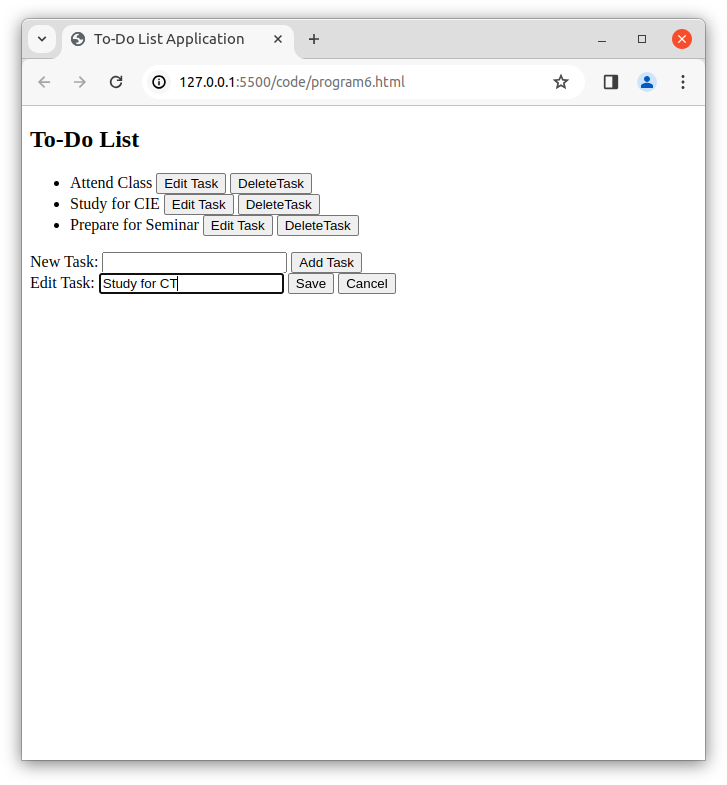 To-Do List Application
127.0.0.1:5500/code/program6.html
To-Do List
Attend Class Edit Task DeleteTask
Study for CIE Edit Task DeleteTask
Prepare for Seminar Edit Task DeleteTask
New Task: Add Task
Edit Task: Study for CT Save Cancel